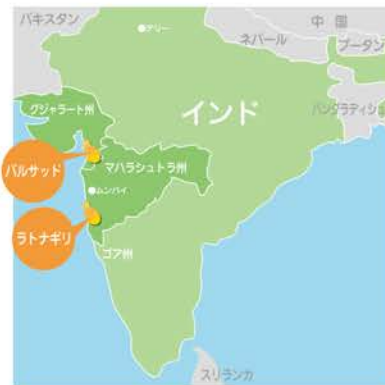 パキスタン
中国
デリー
ネパール
ブータン
グジャラート州
インド
バングラディシュ
バルサッド
マハラシュトラ州
ムンバイ
ラトナギリ
ゴア州
スリランカ